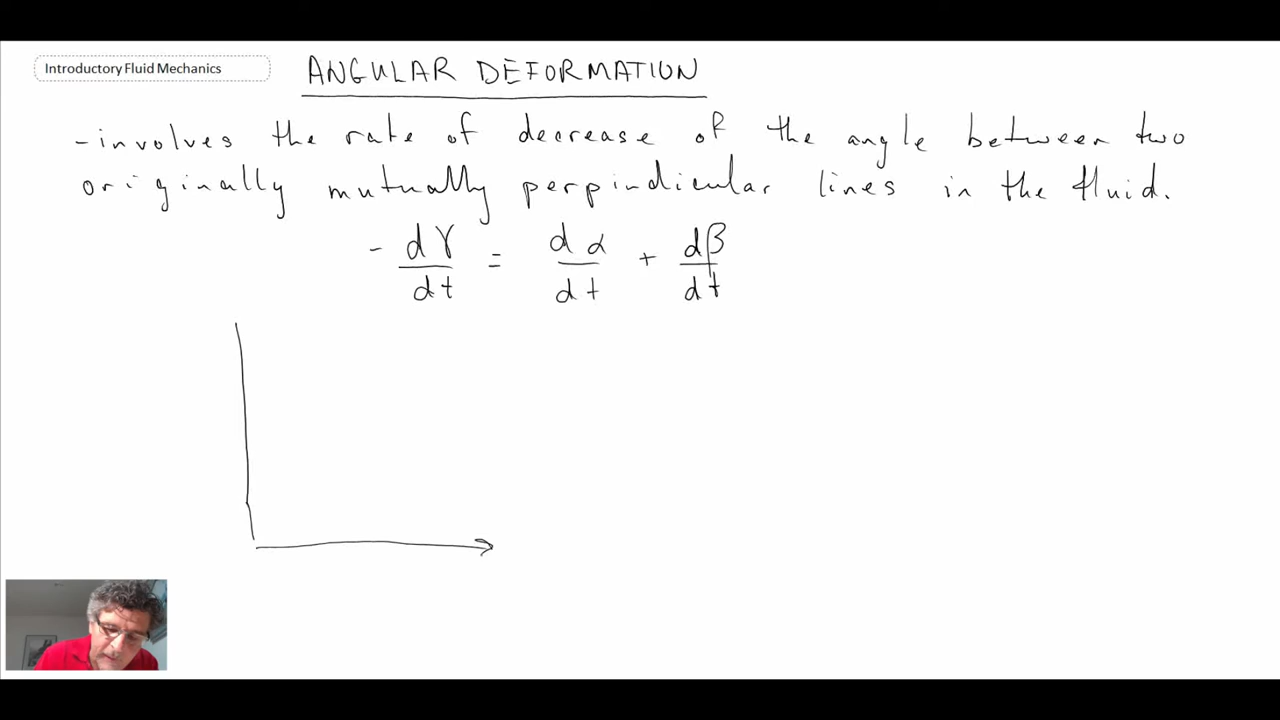 Introductory Fluid Mechanics
ANGULAR DEFORMATION
- involves the rate of decrease of the angle between two
originally mutually perpindicular lines in the fluid.
- dγ/dt = dα/dt + dβ/dt